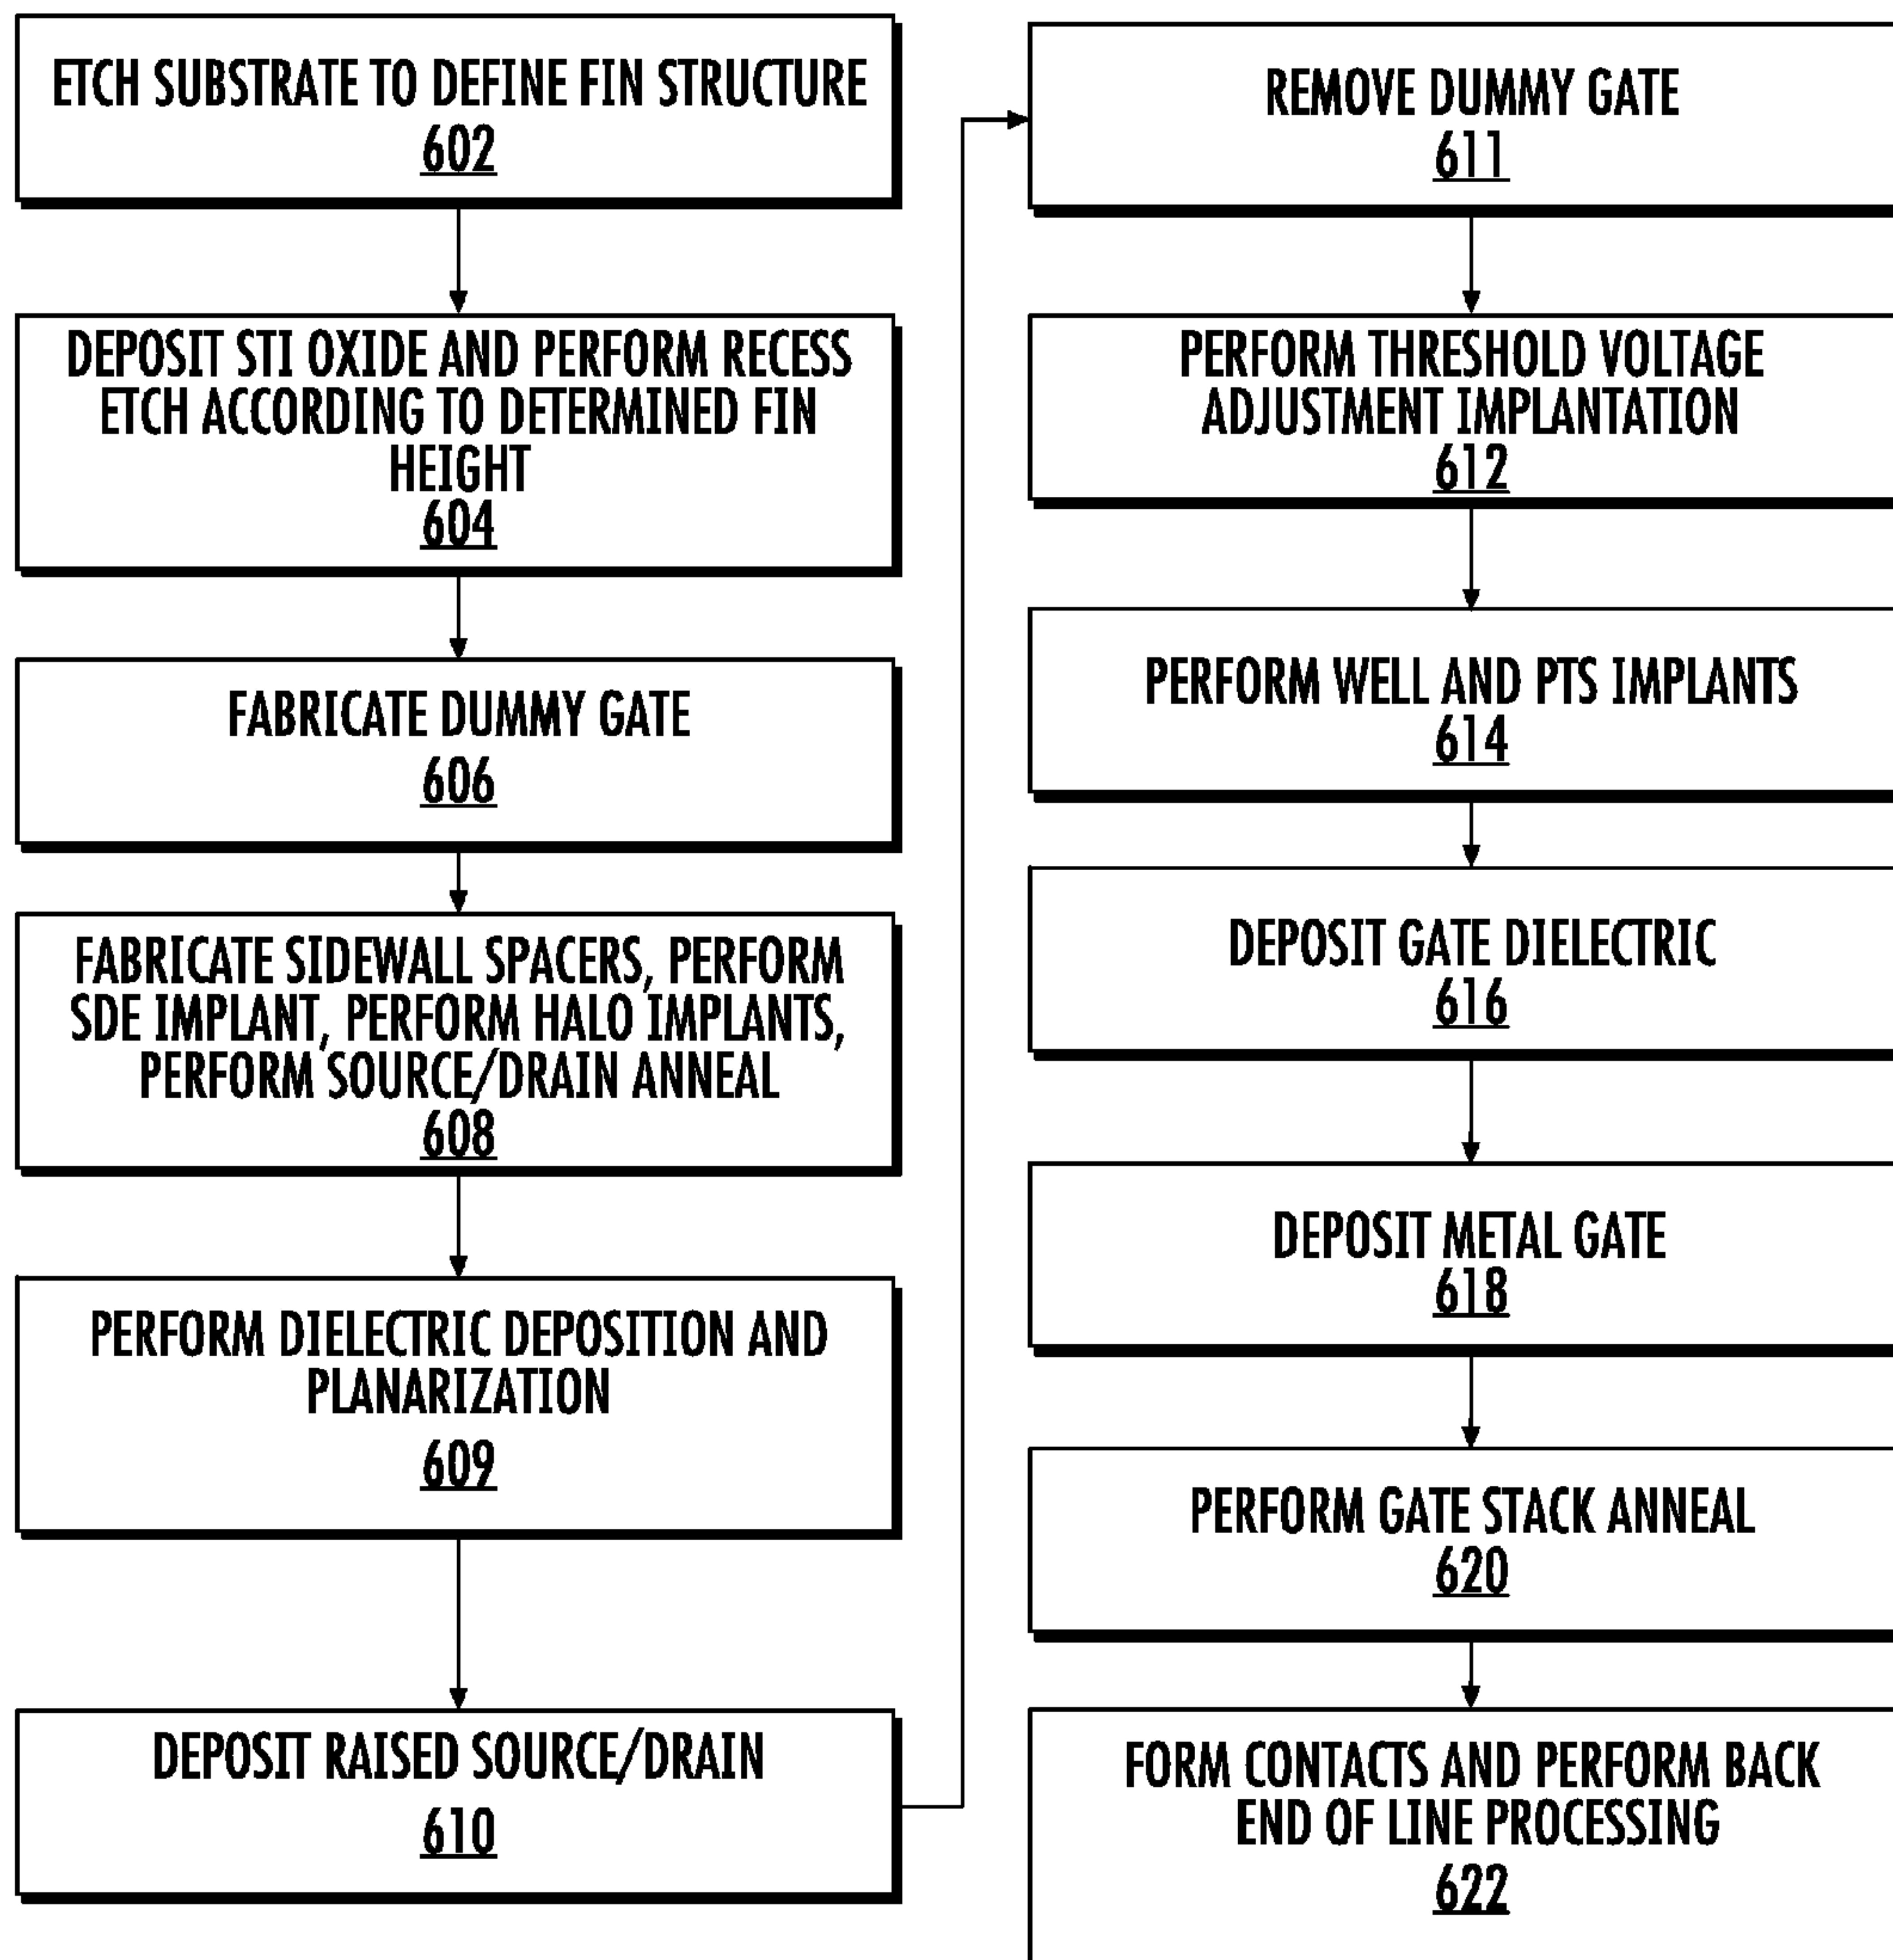 ETCH SUBSTRATE TO DEFINE FIN STRUCTURE
602
DEPOSIT STI OXIDE AND PERFORM RECESS
ETCH ACCORDING TO DETERMINED FIN
HEIGHT
604
FABRICATE DUMMY GATE
606
FABRICATE SIDEWALL SPACERS, PERFORM
SDE IMPLANT, PERFORM HALO IMPLANTS,
PERFORM SOURCE/DRAIN ANNEAL
608
PERFORM DIELECTRIC DEPOSITION AND
PLANARIZATION
609
DEPOSIT RAISED SOURCE/DRAIN
610
REMOVE DUMMY GATE
611
PERFORM THRESHOLD VOLTAGE
ADJUSTMENT IMPLANTATION
612
PERFORM WELL AND PTS IMPLANTS
614
DEPOSIT GATE DIELECTRIC
616
DEPOSIT METAL GATE
618
PERFORM GATE STACK ANNEAL
620
FORM CONTACTS AND PERFORM BACK
END OF LINE PROCESSING
622